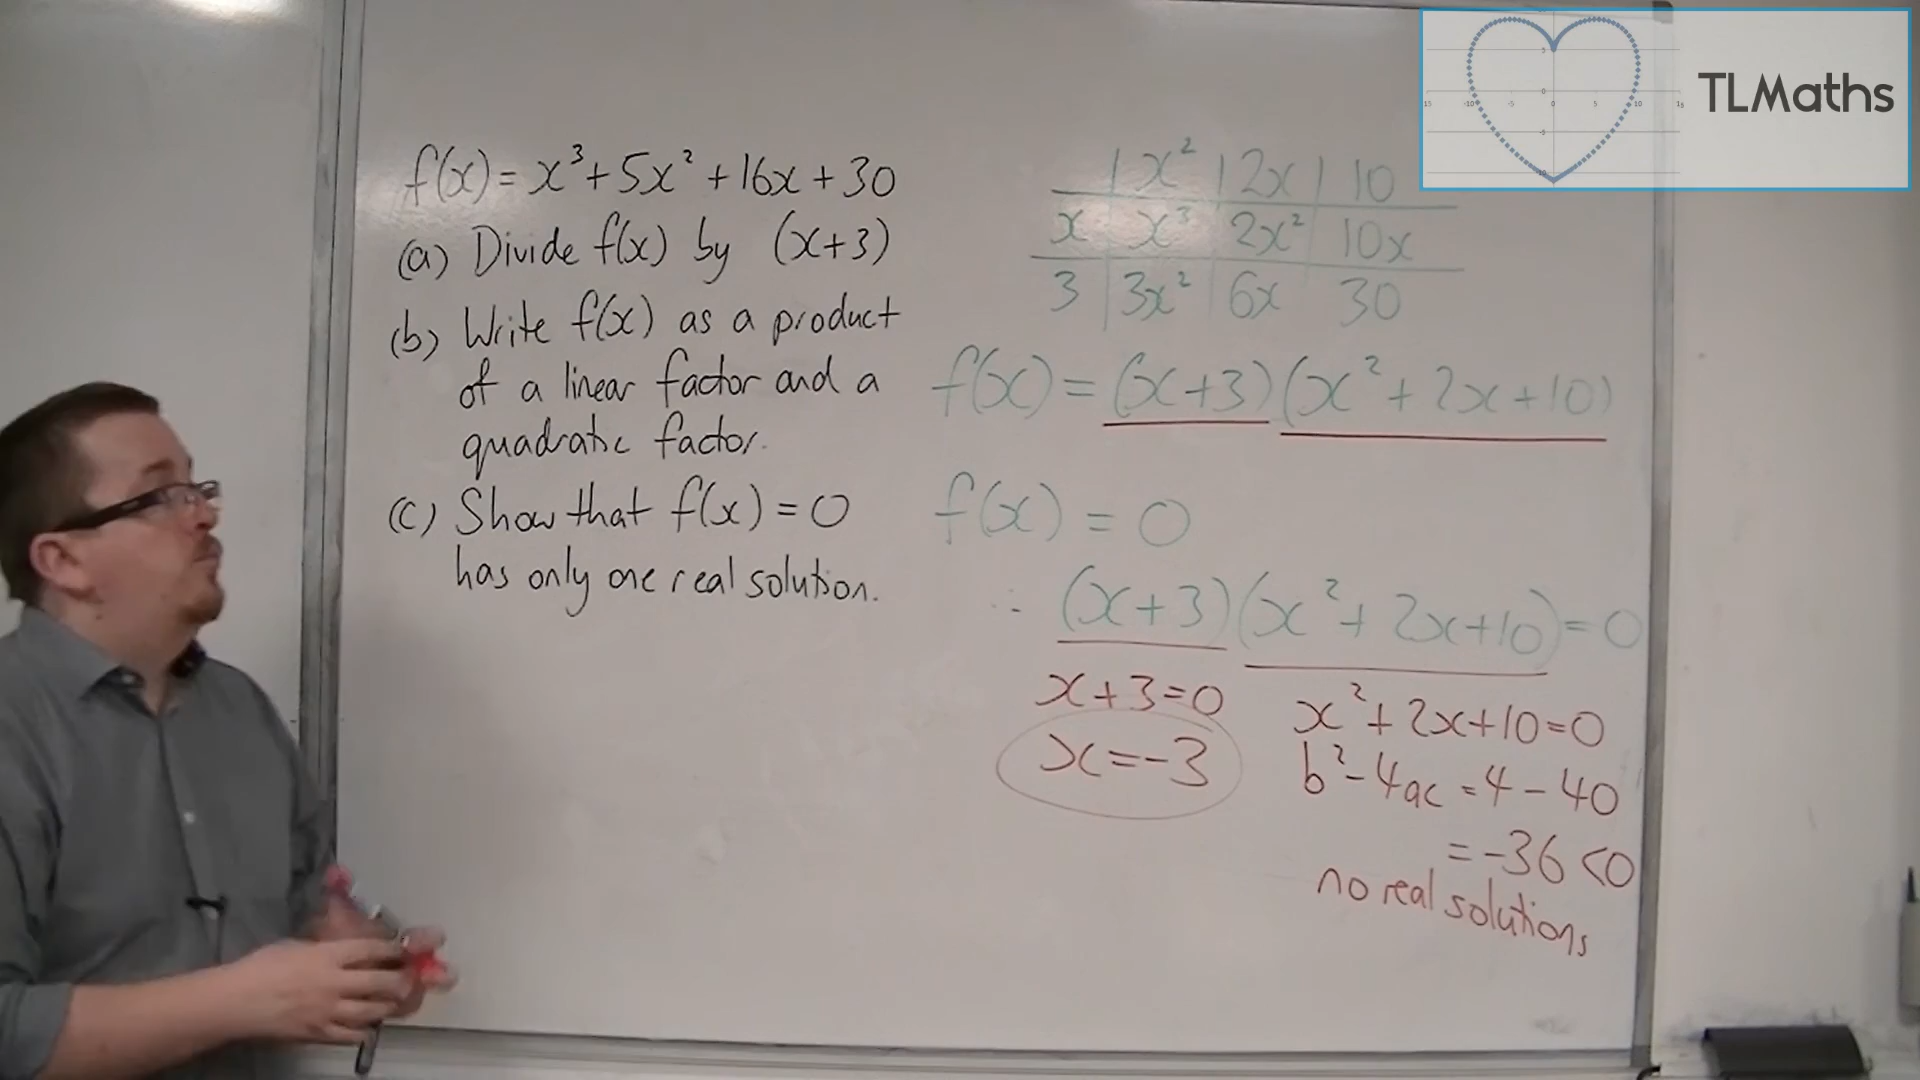 f(x) = x³ + 5x² + 16x + 30
(a) Divide f(x) by (x+3)
(b) Write f(x) as a product
of a linear factor and a
quadratic factor.
(c) Show that f(x) = 0
has only one real solution.
x² 2x 10
x x³ 2x² 10x
3 3x² 6x 30
f(x) = (x+3)(x² + 2x + 10)
f(x) = 0
∴ (x+3)(x² + 2x + 10) = 0
x + 3 = 0
x = -3
x² + 2x + 10 = 0
b² - 4ac = 4 - 40
= -36 < 0
no real solutions
TLMaths